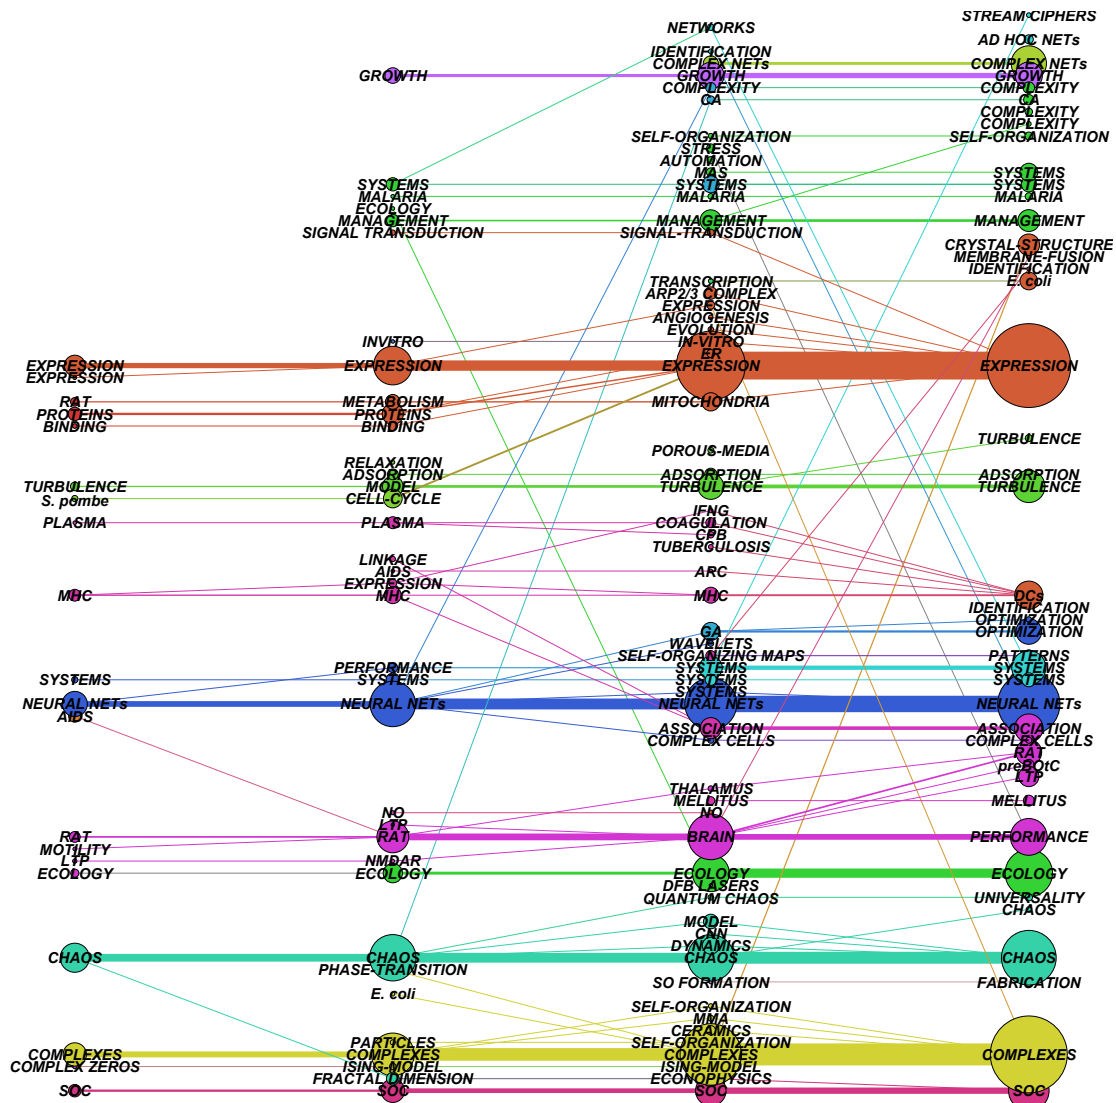 STREAM-CIPHERS
NETWORKS
AD HOC NETs
IDENTIFICATION
COMPLEX NETs
COMPLEX NETs
GROWTH
GROWTH
GROWTH
COMPLEXITY
COMPLEXITY
CA
CA
COMPLEXITY
COMPLEXITY
SELF-ORGANIZATION
SELF-ORGANIZATION
STRESS
AUTOMATION
MAS
SYSTEMS
SYSTEMS
SYSTEMS
SYSTEMS
MALARIA
MALARIA
MALARIA
ECOLOGY
MANAGEMENT
MANAGEMENT
MANAGEMENT
SIGNAL TRANSDUCTION
SIGNAL-TRANSDUCTION
CRYSTAL-STRUCTURE
MEMBRANE-FUSION
IDENTIFICATION
TRANSCRIPTION
E. coli
ARP2/3 COMPLEX
EXPRESSION
ANGIOGENESIS
EVOLUTION
INVITRO
IN-VITRO
ER
EXPRESSION
EXPRESSION
EXPRESSION
EXPRESSION
EXPRESSION
RAT
METABOLISM
MITOCHONDRIA
PROTEINS
PROTEINS
BINDING
BINDING
TURBULENCE
POROUS-MEDIA
RELAXATION
ADSORPTION
ADSORPTION
ADSORPTION
TURBULENCE
MODEL
TURBULENCE
TURBULENCE
S. pombe
CELL-CYCLE
IFNG
PLASMA
PLASMA
COAGULATION
CPB
TUBERCULOSIS
LINKAGE
AIDS
ARC
EXPRESSION
MHC
MHC
MHC
DCs
IDENTIFICATION
OPTIMIZATION
GA
OPTIMIZATION
WAVELETS
SELF-ORGANIZING MAPS
PATTERNS
PERFORMANCE
SYSTEMS
SYSTEMS
SYSTEMS
SYSTEMS
SYSTEMS
SYSTEMS
NEURAL NETs
NEURAL NETs
NEURAL NETs
NEURAL NETs
AIDS
ASSOCIATION
ASSOCIATION
COMPLEX CELLS
COMPLEX CELLS
RAT
preBOtC
LTP
THALAMUS
MELLITUS
MELLITUS
NO
NO
LTP
RAT
RAT
BRAIN
PERFORMANCE
MOTILITY
LTP
NMDAR
ECOLOGY
ECOLOGY
ECOLOGY
ECOLOGY
DFB LASERS
QUANTUM CHAOS
UNIVERSALITY
CHAOS
MODEL
CNN
DYNAMICS
CHAOS
CHAOS
CHAOS
CHAOS
PHASE-TRANSITION
SO FORMATION
FABRICATION
E. coli
SELF-ORGANIZATION
MMA
CERAMICS
PARTICLES
SELF-ORGANIZATION
COMPLEXES
COMPLEXES
COMPLEXES
COMPLEXES
COMPLEX ZEROS
ISING-MODEL
ISING-MODEL
FRACTAL DIMENSION
ECONOPHYSICS
SOC
SOC
SOC
SOC